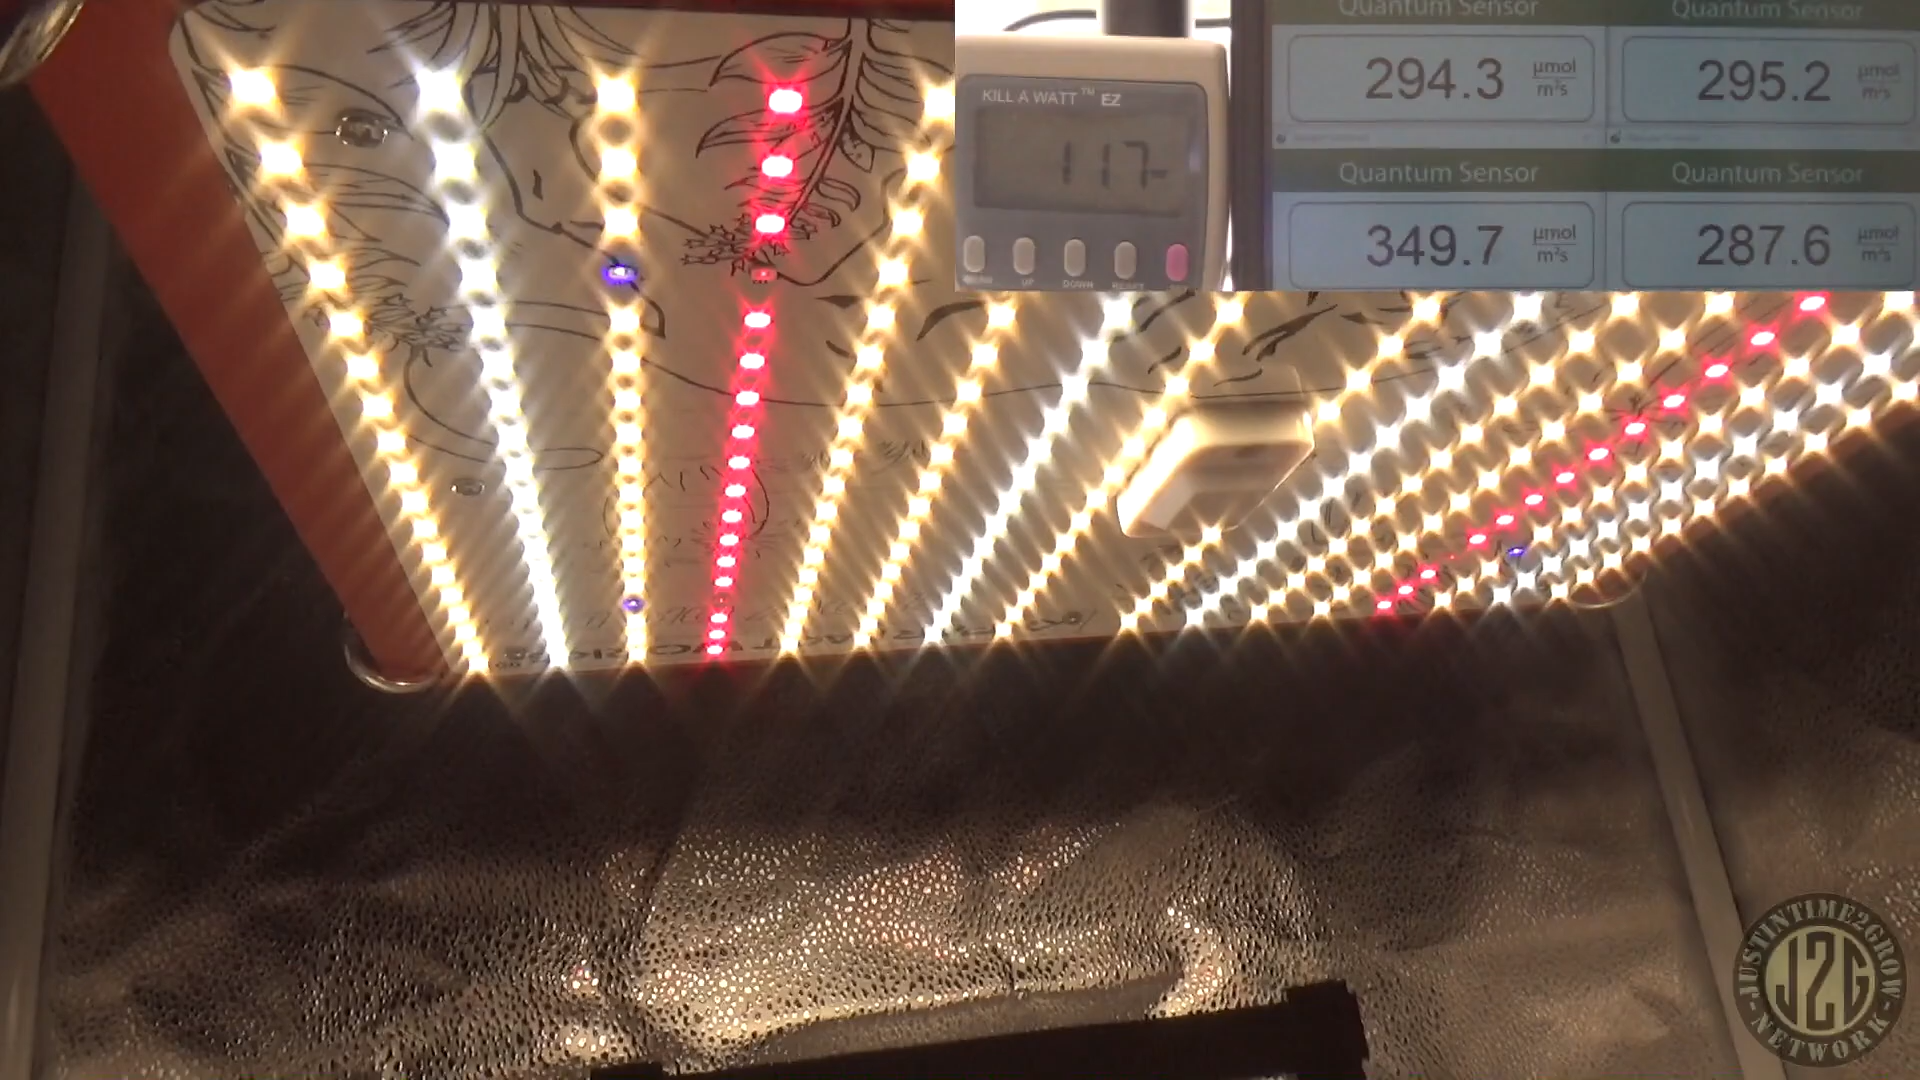 Quantum Sensor
Quantum Sensor
294.3 µmol
m²s
295.2 µmol
m²s
KILL A WATT™ EZ
117
Quantum Sensor
Quantum Sensor
349.7 µmol
m²s
287.6 µmol
m²s
UP
DOWN
RESET
JUSTINTIME2GROW
J2G
NETWORK